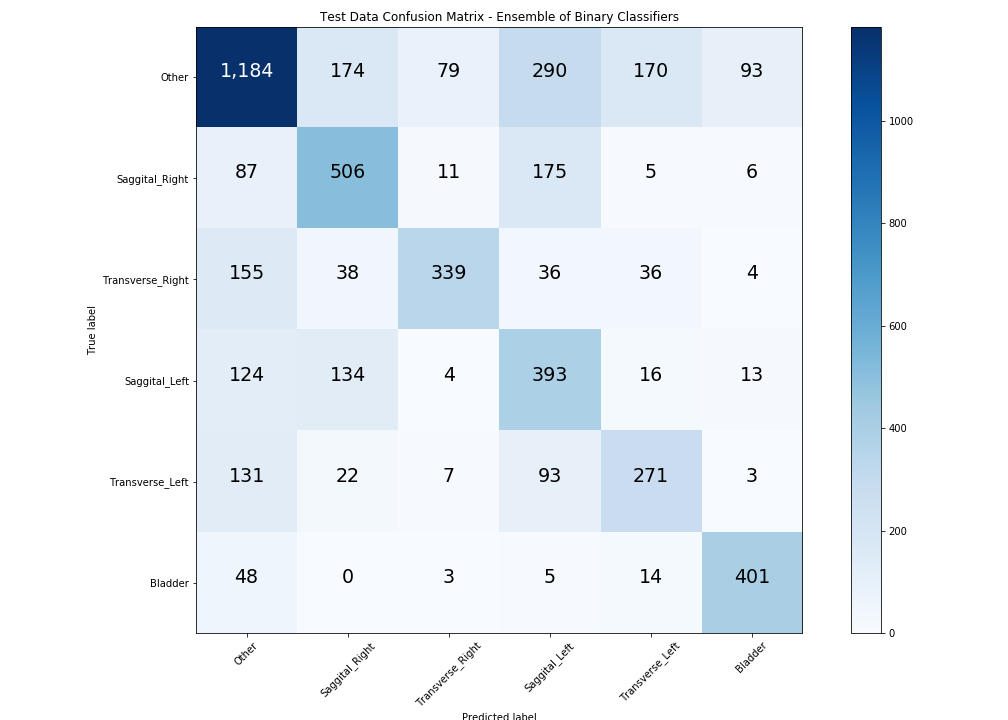 Test Data Confusion Matrix - Ensemble of Binary Classifiers
Other 1,184 174 79 290 170 93
Saggital_Right 87 506 11 175 5 6
Transverse_Right 155 38 339 36 36 4
Saggital_Left 124 134 4 393 16 13
Transverse_Left 131 22 7 93 271 3
Bladder 48 0 3 5 14 401
True label
Other Saggital_Right Transverse_Right Saggital_Left Transverse_Left Bladder
Predicted label
1000
800
600
400
200
0